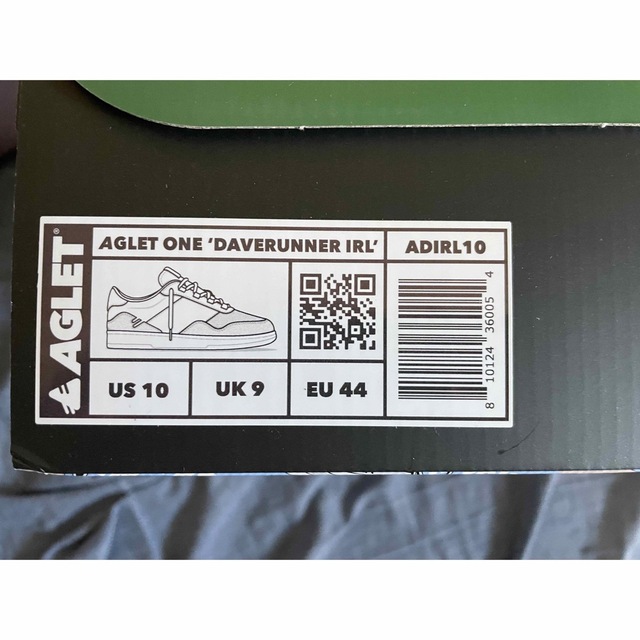 AGLET®
AGLET ONE 'DAVERUNNER IRL'
ADIRL10
US 10
UK 9
EU 44
8 10124 36005 4